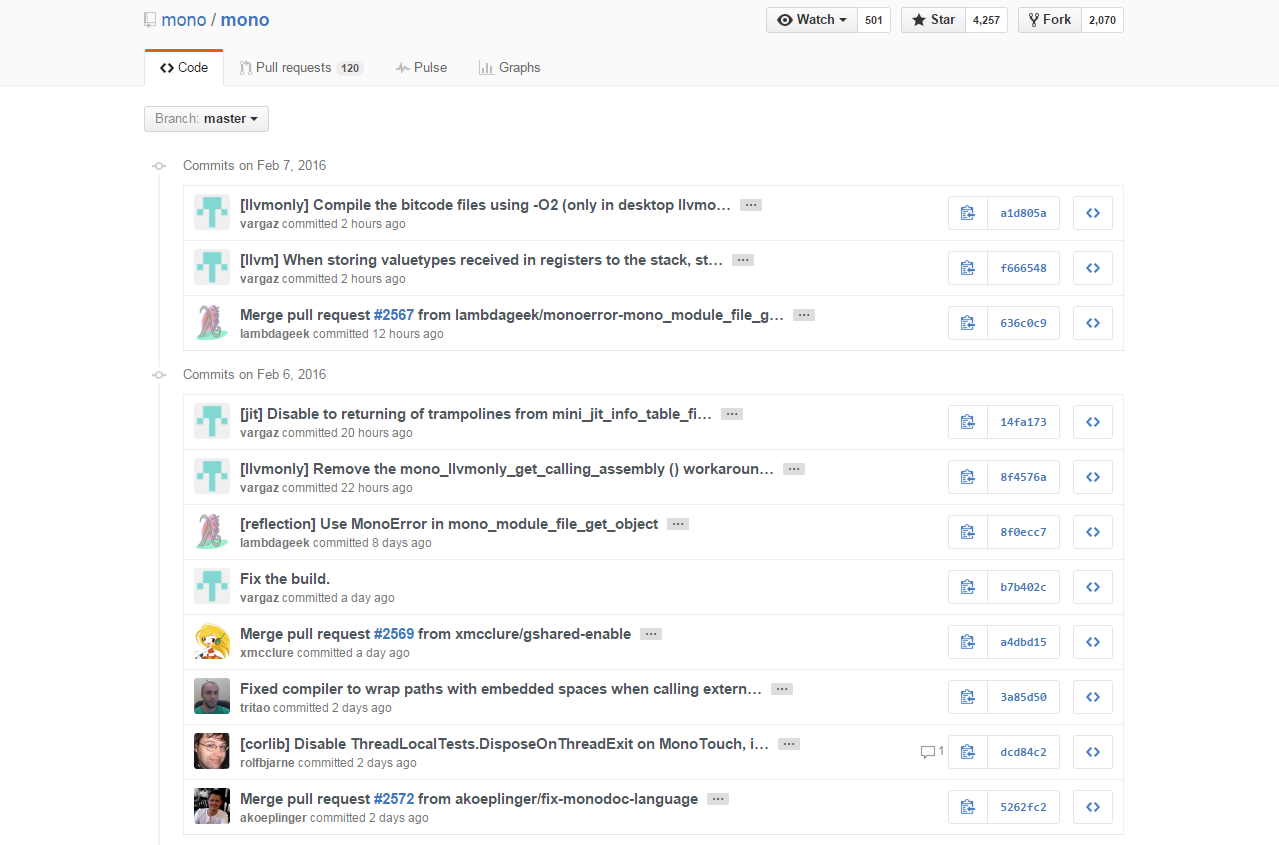 mono / mono
Watch 501 Star 4,257 Fork 2,070
Code Pull requests 120 Pulse Graphs
Branch: master
Commits on Feb 7, 2016
[llvmonly] Compile the bitcode files using -O2 (only in desktop llvmo… …
vargaz committed 2 hours ago
a1d805a
[llvm] When storing valuetypes received in registers to the stack, st… …
vargaz committed 2 hours ago
f666548
Merge pull request #2567 from lambdageek/monoerror-mono_module_file_g… …
lambdageek committed 12 hours ago
636c0c9
Commits on Feb 6, 2016
[jit] Disable to returning of trampolines from mini_jit_info_table_fi… …
vargaz committed 20 hours ago
14fa173
[llvmonly] Remove the mono_llvmonly_get_calling_assembly () workaroun… …
vargaz committed 22 hours ago
8f4576a
[reflection] Use MonoError in mono_module_file_get_object …
lambdageek committed 8 days ago
8f0ecc7
Fix the build.
vargaz committed a day ago
b7b402c
Merge pull request #2569 from xmcclure/gshared-enable …
xmcclure committed a day ago
a4dbd15
Fixed compiler to wrap paths with embedded spaces when calling extern… …
tritao committed 2 days ago
3a85d50
[corlib] Disable ThreadLocalTests.DisposeOnThreadExit on MonoTouch, i… …
rolfbjarne committed 2 days ago
1 dcd84c2
Merge pull request #2572 from akoeplinger/fix-monodoc-language …
akoeplinger committed 2 days ago
5262fc2